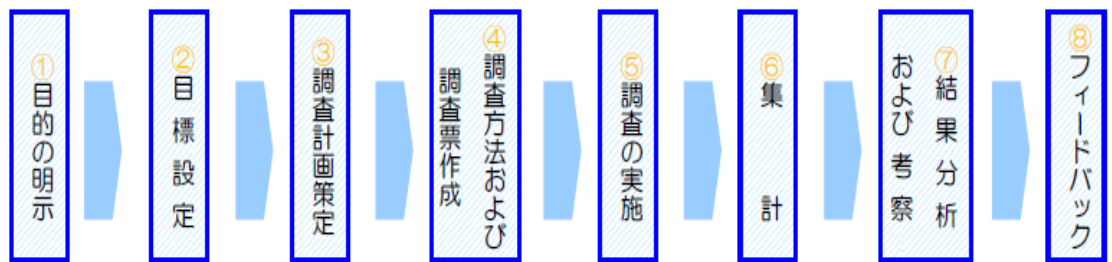 ①目的の明示
②目標設定
③調査計画策定
④調査方法および
調査票作成
⑤調査の実施
⑥集計
⑦結果分析
および考察
⑧フィードバック